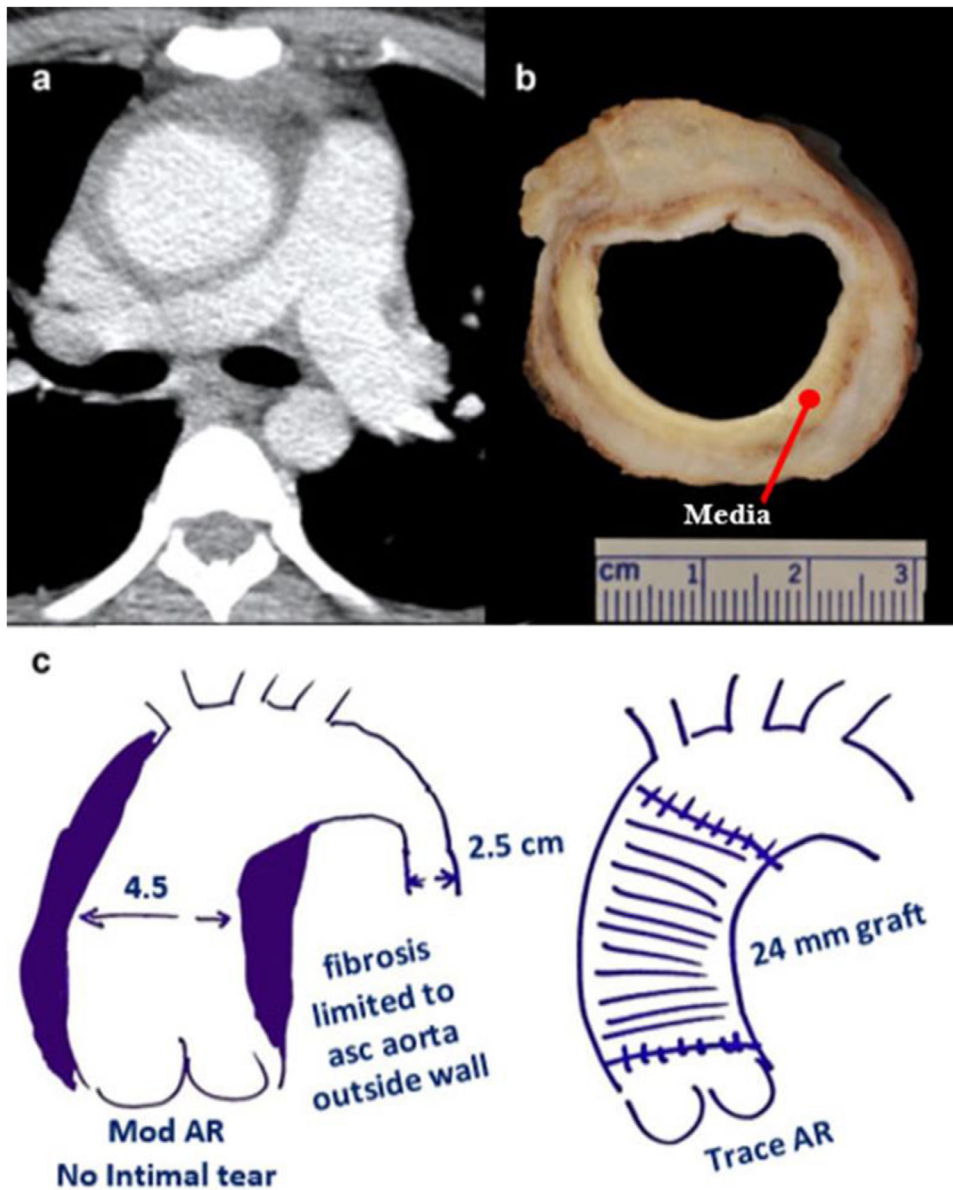 a
b
Media
cm 1 2 3
c
4.5
2.5 cm
fibrosis
limited to
asc aorta
outside wall
Mod AR
No Intimal tear
24 mm graft
Trace AR